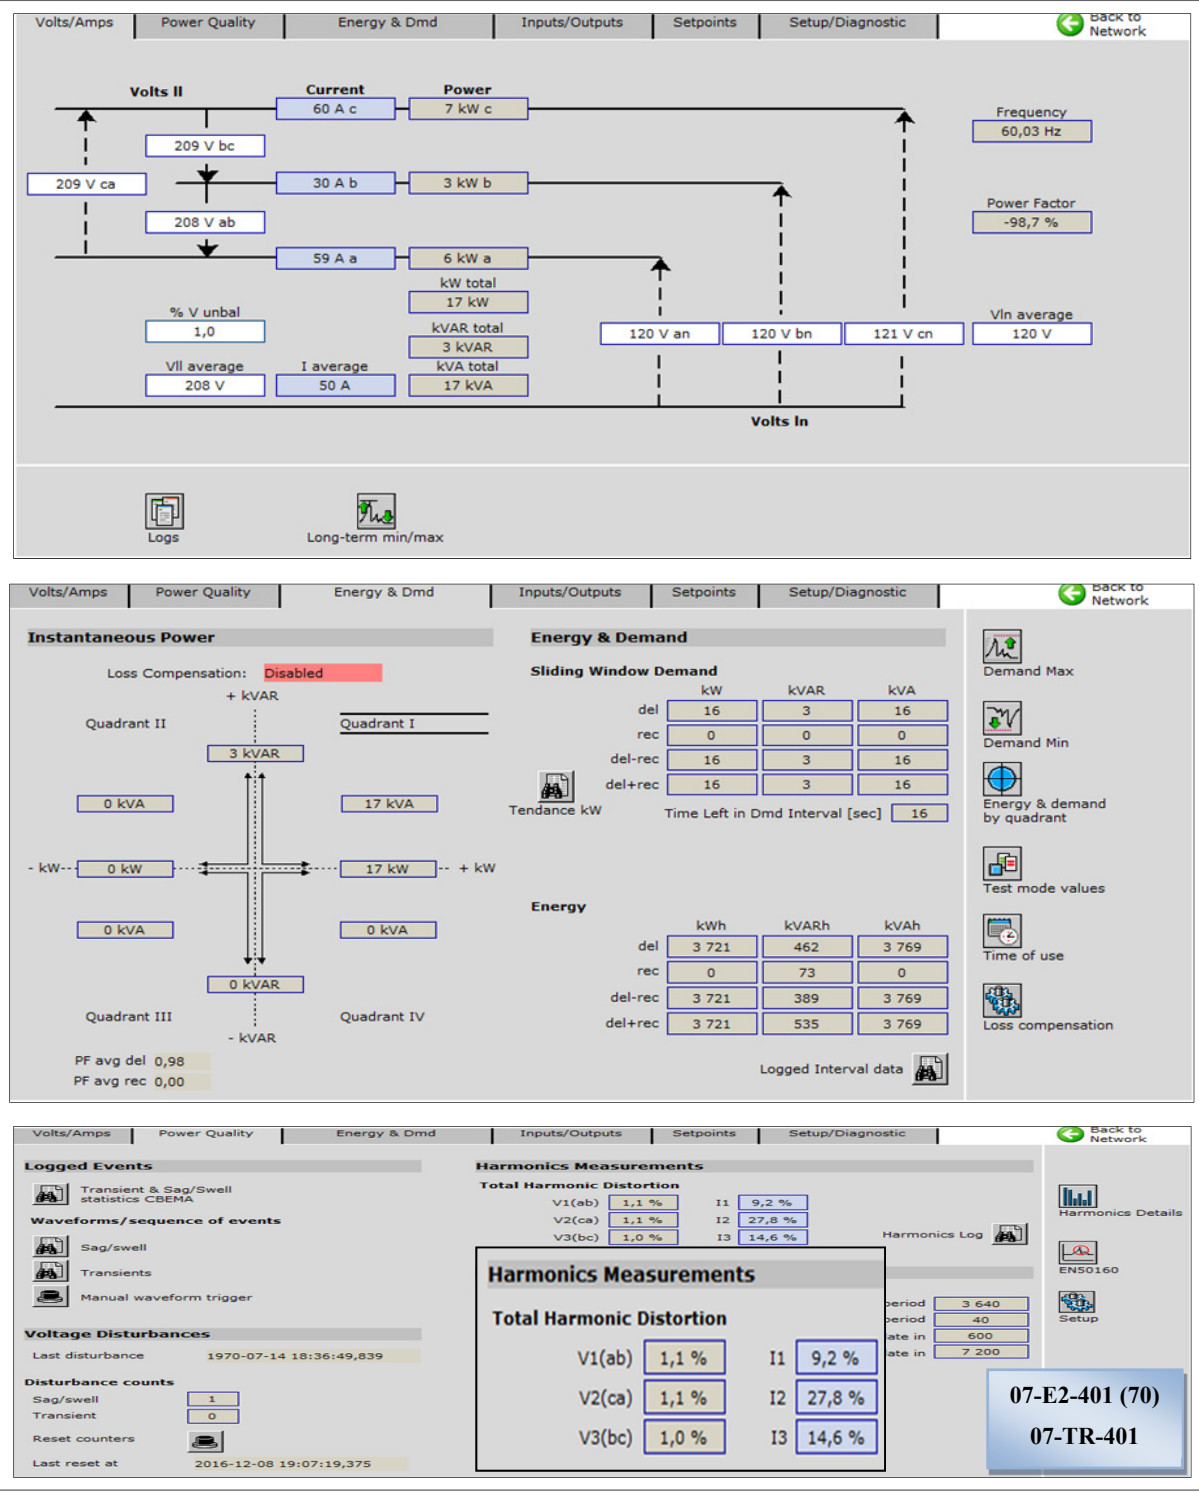 Volts/Amps Power Quality Energy & Dmd Inputs/Outputs Setpoints Setup/Diagnostic Back to Network
Volts ll Current Power
60 A c 7 kW c
Frequency
60,03 Hz
209 V bc
209 V ca 30 A b 3 kW b
Power Factor
-98,7 %
208 V ab
59 A a 6 kW a
kW total
17 kW
% V unbal
1,0
Vln average
120 V an 120 V bn 121 V cn 120 V
kVAR total
3 kVAR
Vll average I average kVA total
208 V 50 A 17 kVA
Volts ln
Logs Long-term min/max
Volts/Amps Power Quality Energy & Dmd Inputs/Outputs Setpoints Setup/Diagnostic Back to Network
Instantaneous Power
Loss Compensation: Disabled
+ kVAR
Quadrant II Quadrant I
3 kVAR
0 kVA 17 kVA
- kW 0 kW 17 kW + kW
0 kVA 0 kVA
0 kVAR
Quadrant III Quadrant IV
- kVAR
PF avg del 0,98
PF avg rec 0,00
Energy & Demand
Sliding Window Demand
kW kVAR kVA
del 16 3 16
rec 0 0 0
del-rec 16 3 16
del+rec 16 3 16
Tendance kW
Time Left in Dmd Interval [sec] 16
Energy
kWh kVARh kVAh
del 3 721 462 3 769
rec 0 73 0
del-rec 3 721 389 3 769
del+rec 3 721 535 3 769
Logged Interval data
Demand Max
Demand Min
Energy & demand
by quadrant
Test mode values
Time of use
Loss compensation
Volts/Amps Power Quality Energy & Dmd Inputs/Outputs Setpoints Setup/Diagnostic Back to Network
Logged Events
Transient & Sag/Swell
statistics CBEMA
Waveforms/sequence of events
Sag/swell
Transients
Manual waveform trigger
Voltage Disturbances
Last disturbance 1970-07-14 18:36:49,839
Disturbance counts
Sag/swell 1
Transient 0
Reset counters
Last reset at 2016-12-08 19:07:19,375
Harmonics Measurements
Total Harmonic Distortion
V1(ab) 1,1 % I1 9,2 %
V2(ca) 1,1 % I2 27,8 %
V3(bc) 1,0 % I3 14,6 %
Harmonics Log
Harmonics Measurements
Total Harmonic Distortion
V1(ab) 1,1 % I1 9,2 %
V2(ca) 1,1 % I2 27,8 %
V3(bc) 1,0 % I3 14,6 %
3 640
40
in 600
in 7 200
Harmonics Details
EN50160
Setup
07-E2-401 (70)
07-TR-401